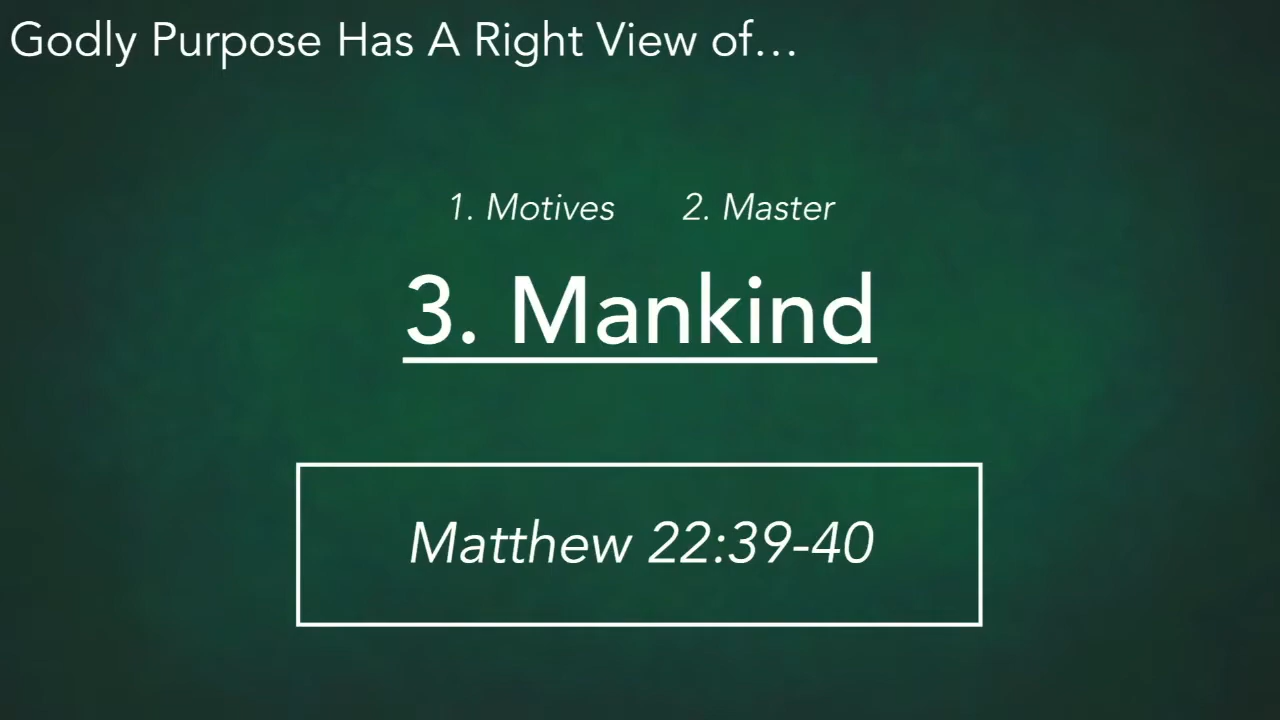 Godly Purpose Has A Right View of…
1. Motives 2. Master
3. Mankind
Matthew 22:39-40